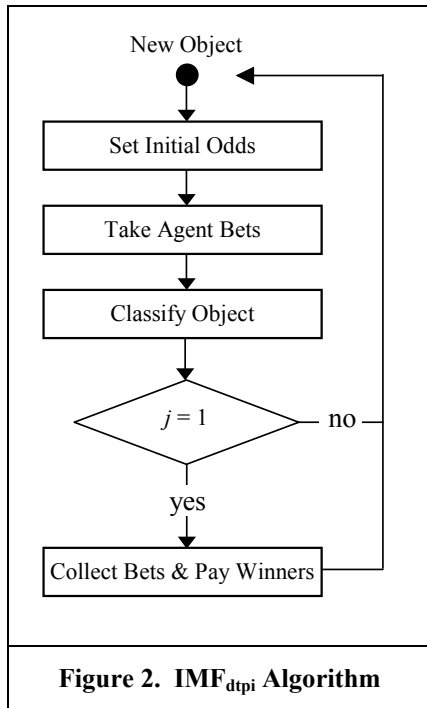 New Object
Set Initial Odds
Take Agent Bets
Classify Object
j = 1
no
yes
Collect Bets & Pay Winners
Figure 2. IMFdtpi Algorithm